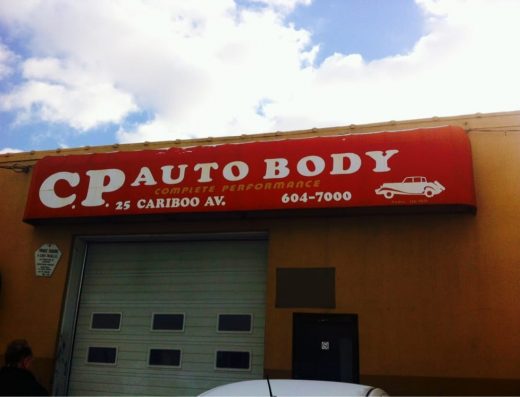 C.P. AUTO BODY
COMPLETE PERFORMANCE
25 CARIBOO AV. 604-7000